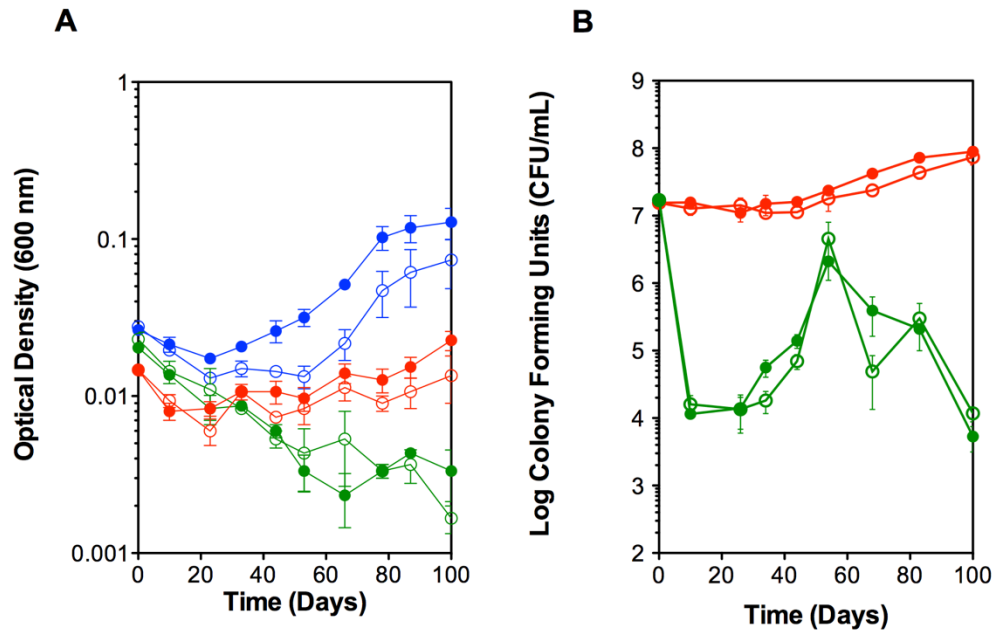 A
Optical Density (600 nm)
1
0.1
0.01
0.001
0 20 40 60 80 100
Time (Days)
B
Log Colony Forming Units (CFU/mL)
9
8
7
6
5
4
3
2
0 20 40 60 80 100
Time (Days)